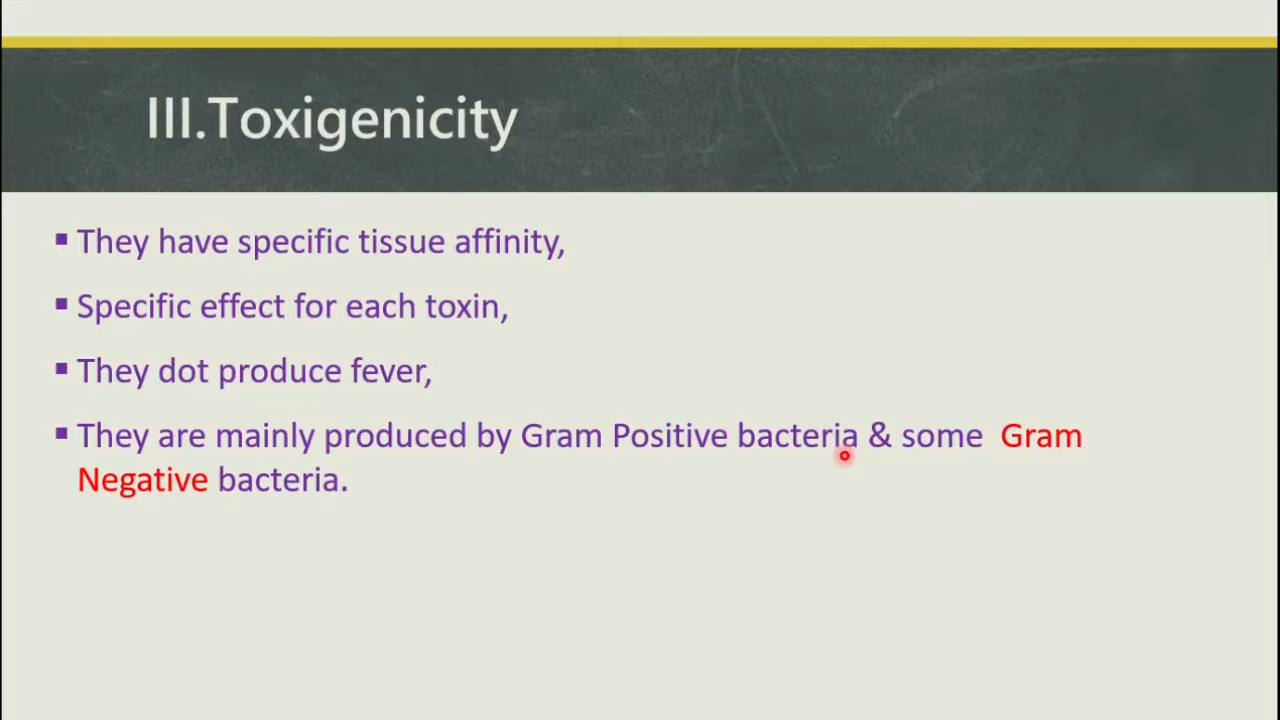 III.Toxigenicity
▪ They have specific tissue affinity,
▪ Specific effect for each toxin,
▪ They dot produce fever,
▪ They are mainly produced by Gram Positive bacteria & some Gram
Negative bacteria.